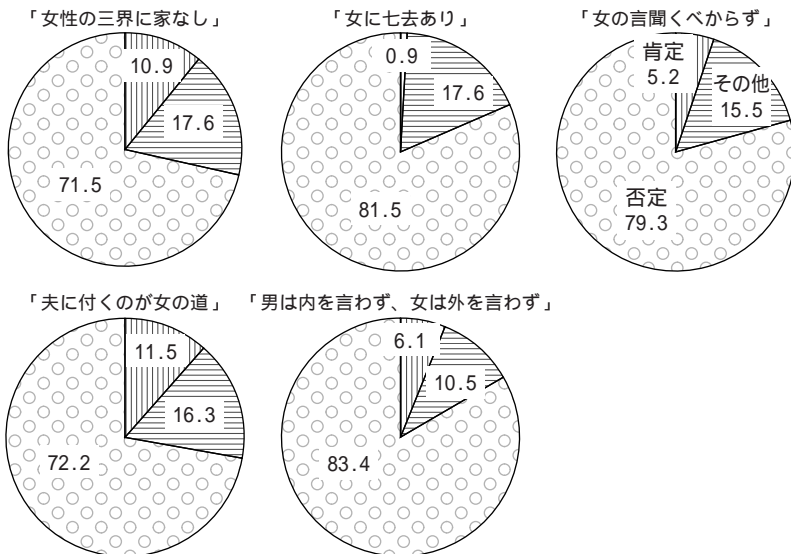 「女性の三界に家なし」
10.9
17.6
71.5
「女に七去あり」
0.9
17.6
81.5
「女の言聞くべからず」
肯定
5.2
その他
15.5
否定
79.3
「夫に付くのが女の道」
11.5
16.3
72.2
「男は内を言わず、女は外を言わず」
6.1
10.5
83.4